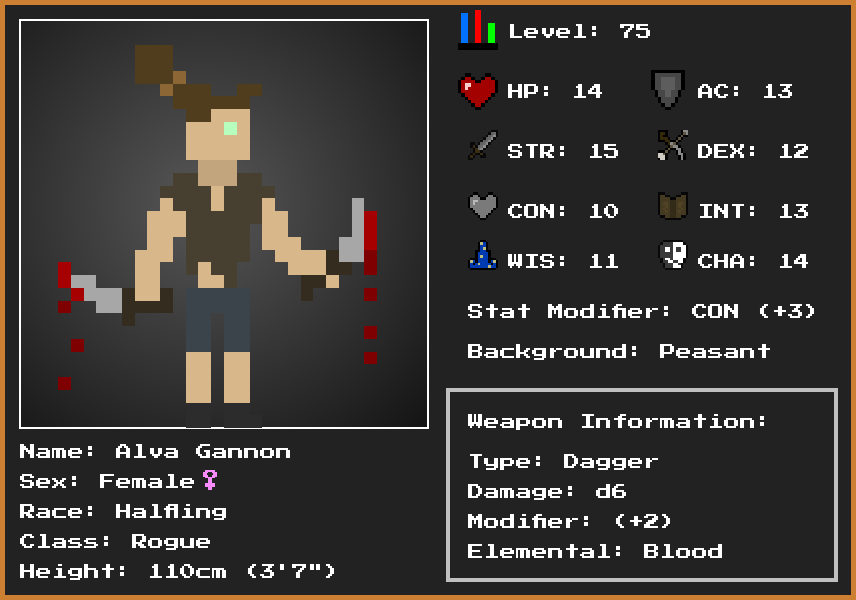 Level: 75
HP: 14 AC: 13
STR: 15 DEX: 12
CON: 10 INT: 13
WIS: 11 CHA: 14
Stat Modifier: CON (+3)
Background: Peasant
Weapon Information:
Type: Dagger
Damage: d6
Modifier: (+2)
Elemental: Blood
Name: Alva Gannon
Sex: Female♀
Race: Halfling
Class: Rogue
Height: 110cm (3'7")